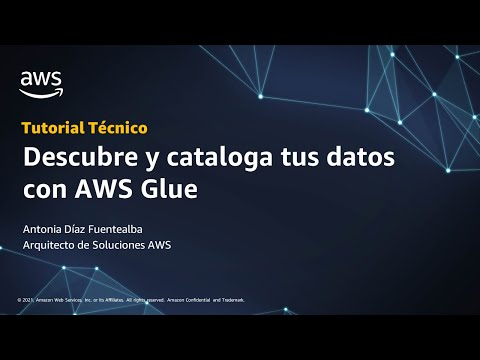 aws
Tutorial Técnico
Descubre y cataloga tus datos
con AWS Glue
Antonia Díaz Fuentealba
Arquitecto de Soluciones AWS
© 2021, Amazon Web Services, Inc. or its Affiliates. All rights reserved. Amazon Confidential and Trademark.